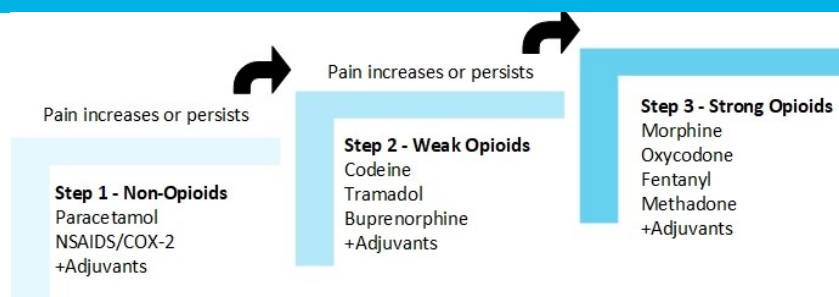 Pain increases or persists
Step 1 - Non-Opioids
Paracetamol
NSAIDS/COX-2
+Adjuvants
Pain increases or persists
Step 2 - Weak Opioids
Codeine
Tramadol
Buprenorphine
+Adjuvants
Step 3 - Strong Opioids
Morphine
Oxycodone
Fentanyl
Methadone
+Adjuvants